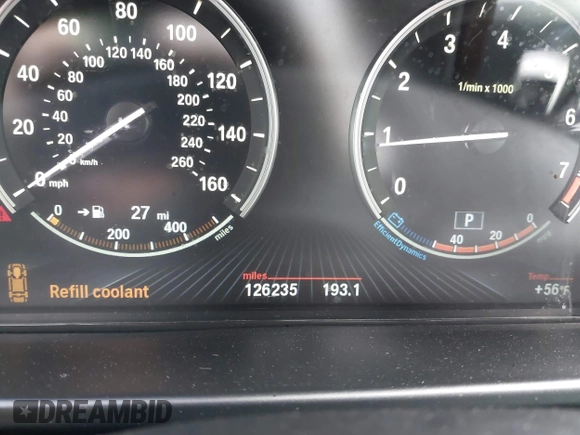 0 mph
20
40
60
80
100
120
140
160
0 km/h
20
40
60
80
100
120
140
160
180
200
220
240
260
0 27 mi
200
400
miles
0
1
2
3
4
5
6
7
1/min x 1000
P
40
20
0
EfficientDynamics
Refill coolant
miles
126235 193.1
Temp.
+56°F
DREAMBID